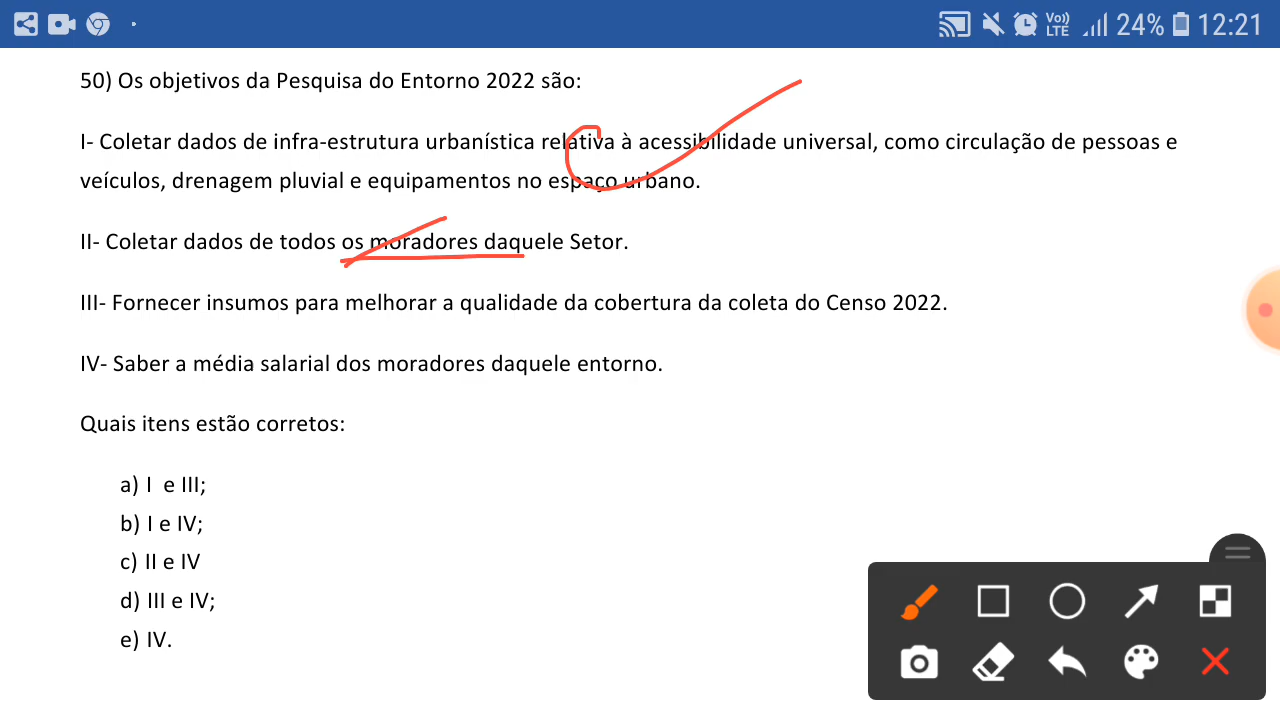 Vo)) LTE 24% 12:21
50) Os objetivos da Pesquisa do Entorno 2022 são:
I- Coletar dados de infra-estrutura urbanística relativa à acessibilidade universal, como circulação de pessoas e
veículos, drenagem pluvial e equipamentos no espaço urbano.
II- Coletar dados de todos os moradores daquele Setor.
III- Fornecer insumos para melhorar a qualidade da cobertura da coleta do Censo 2022.
IV- Saber a média salarial dos moradores daquele entorno.
Quais itens estão corretos:
a) I e III;
b) I e IV;
c) II e IV
d) III e IV;
e) IV.